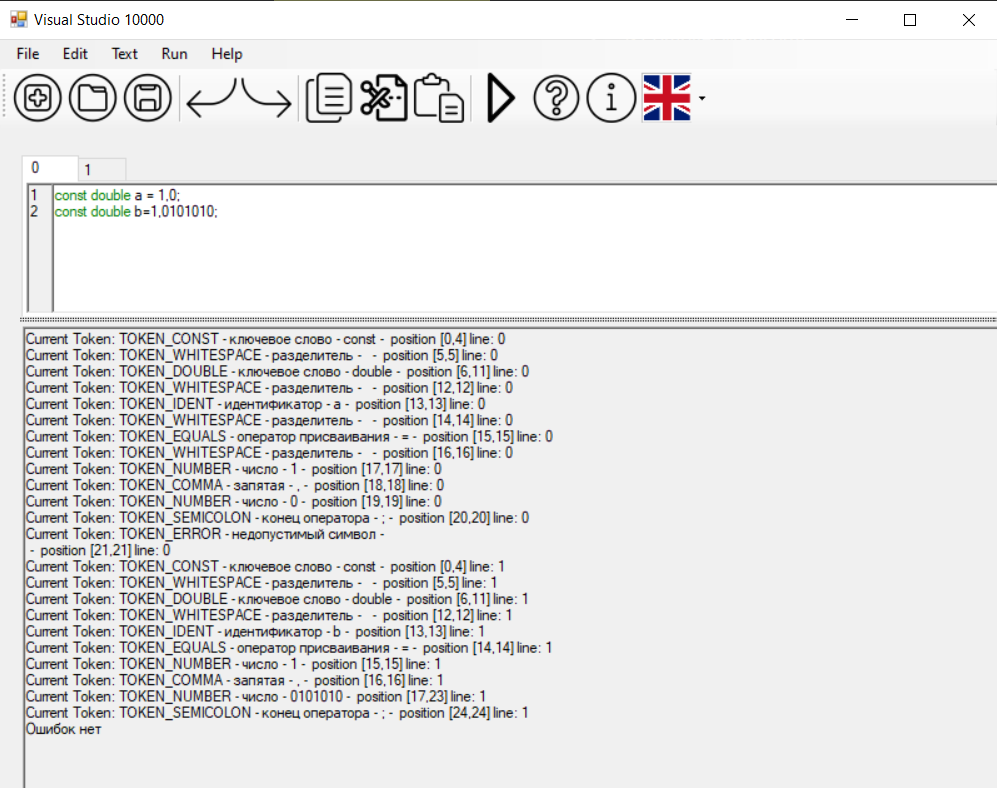 Visual Studio 10000
File Edit Text Run Help
0 1
1 const double a = 1,0;
2 const double b=1,0101010;
Current Token: TOKEN_CONST - ключевое слово - const - position [0,4] line: 0
Current Token: TOKEN_WHITESPACE - разделитель - - position [5,5] line: 0
Current Token: TOKEN_DOUBLE - ключевое слово - double - position [6,11] line: 0
Current Token: TOKEN_WHITESPACE - разделитель - - position [12,12] line: 0
Current Token: TOKEN_IDENT - идентификатор - a - position [13,13] line: 0
Current Token: TOKEN_WHITESPACE - разделитель - - position [14,14] line: 0
Current Token: TOKEN_EQUALS - оператор присваивания - = - position [15,15] line: 0
Current Token: TOKEN_WHITESPACE - разделитель - - position [16,16] line: 0
Current Token: TOKEN_NUMBER - число - 1 - position [17,17] line: 0
Current Token: TOKEN_COMMA - запятая - , - position [18,18] line: 0
Current Token: TOKEN_NUMBER - число - 0 - position [19,19] line: 0
Current Token: TOKEN_SEMICOLON - конец оператора - ; - position [20,20] line: 0
Current Token: TOKEN_ERROR - недопустимый символ -
- position [21,21] line: 0
Current Token: TOKEN_CONST - ключевое слово - const - position [0,4] line: 1
Current Token: TOKEN_WHITESPACE - разделитель - - position [5,5] line: 1
Current Token: TOKEN_DOUBLE - ключевое слово - double - position [6,11] line: 1
Current Token: TOKEN_WHITESPACE - разделитель - - position [12,12] line: 1
Current Token: TOKEN_IDENT - идентификатор - b - position [13,13] line: 1
Current Token: TOKEN_EQUALS - оператор присваивания - = - position [14,14] line: 1
Current Token: TOKEN_NUMBER - число - 1 - position [15,15] line: 1
Current Token: TOKEN_COMMA - запятая - , - position [16,16] line: 1
Current Token: TOKEN_NUMBER - число - 0101010 - position [17,23] line: 1
Current Token: TOKEN_SEMICOLON - конец оператора - ; - position [24,24] line: 1
Ошибок нет